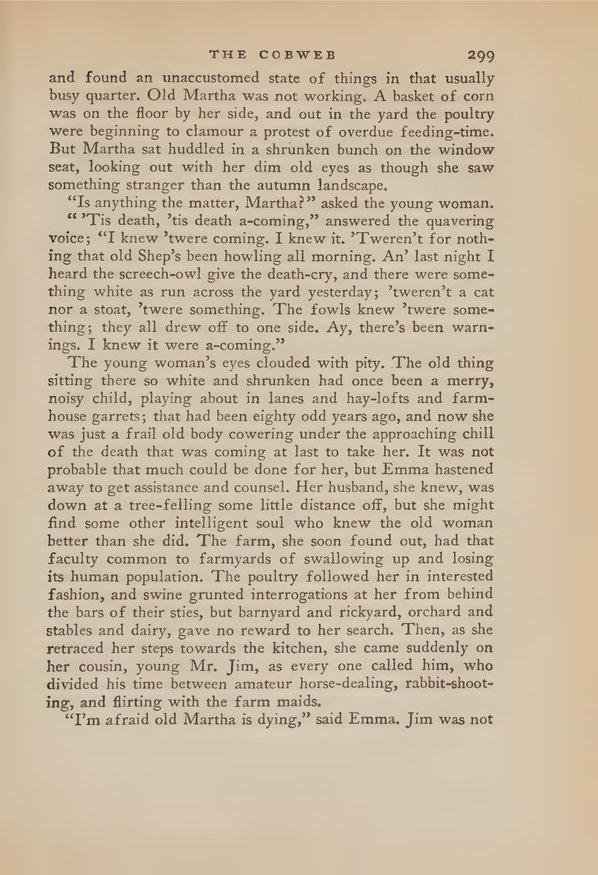 THE COBWEB 299
and found an unaccustomed state of things in that usually
busy quarter. Old Martha was not working. A basket of corn
was on the floor by her side, and out in the yard the poultry
were beginning to clamour a protest of overdue feeding-time.
But Martha sat huddled in a shrunken bunch on the window
seat, looking out with her dim old eyes as though she saw
something stranger than the autumn landscape.
“Is anything the matter, Martha?” asked the young woman.
“ ’Tis death, ’tis death a-coming,” answered the quavering
voice; “I knew ’twere coming. I knew it. ’Tweren’t for noth-
ing that old Shep’s been howling all morning. An’ last night I
heard the screech-owl give the death-cry, and there were some-
thing white as run across the yard yesterday; ’tweren’t a cat
nor a stoat, ’twere something. The fowls knew ’twere some-
thing; they all drew off to one side. Ay, there’s been warn-
ings. I knew it were a-coming.”
The young woman’s eyes clouded with pity. The old thing
sitting there so white and shrunken had once been a merry,
noisy child, playing about in lanes and hay-lofts and farm-
house garrets; that had been eighty odd years ago, and now she
was just a frail old body cowering under the approaching chill
of the death that was coming at last to take her. It was not
probable that much could be done for her, but Emma hastened
away to get assistance and counsel. Her husband, she knew, was
down at a tree-felling some little distance off, but she might
find some other intelligent soul who knew the old woman
better than she did. The farm, she soon found out, had that
faculty common to farmyards of swallowing up and losing
its human population. The poultry followed her in interested
fashion, and swine grunted interrogations at her from behind
the bars of their sties, but barnyard and rickyard, orchard and
stables and dairy, gave no reward to her search. Then, as she
retraced her steps towards the kitchen, she came suddenly on
her cousin, young Mr. Jim, as every one called him, who
divided his time between amateur horse-dealing, rabbit-shoot-
ing, and flirting with the farm maids.
“I’m afraid old Martha is dying,” said Emma. Jim was not